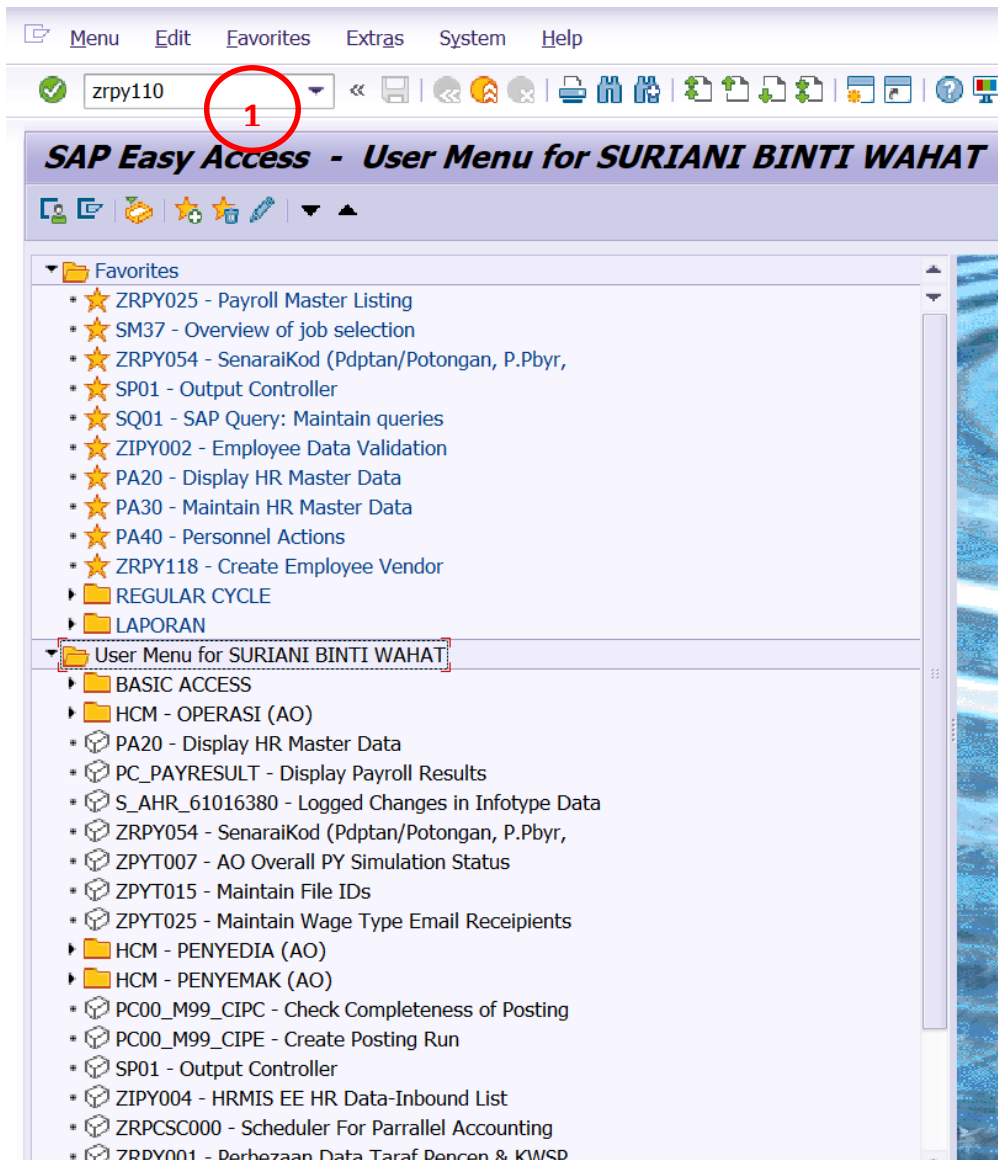 Menu Edit Favorites Extras System Help
zrpy110
1
SAP Easy Access - User Menu for SURIANI BINTI WAHAT
Favorites
ZRPY025 - Payroll Master Listing
SM37 - Overview of job selection
ZRPY054 - SenaraiKod (Pdptan/Potongan, P.Pbyr,
SP01 - Output Controller
SQ01 - SAP Query: Maintain queries
ZIPY002 - Employee Data Validation
PA20 - Display HR Master Data
PA30 - Maintain HR Master Data
PA40 - Personnel Actions
ZRPY118 - Create Employee Vendor
REGULAR CYCLE
LAPORAN
User Menu for SURIANI BINTI WAHAT
BASIC ACCESS
HCM - OPERASI (AO)
PA20 - Display HR Master Data
PC_PAYRESULT - Display Payroll Results
S_AHR_61016380 - Logged Changes in Infotype Data
ZRPY054 - SenaraiKod (Pdptan/Potongan, P.Pbyr,
ZPYT007 - AO Overall PY Simulation Status
ZPYT015 - Maintain File IDs
ZPYT025 - Maintain Wage Type Email Receipients
HCM - PENYEDIA (AO)
HCM - PENYEMAK (AO)
PC00_M99_CIPC - Check Completeness of Posting
PC00_M99_CIPE - Create Posting Run
SP01 - Output Controller
ZIPY004 - HRMIS EE HR Data-Inbound List
ZRPCSC000 - Scheduler For Parrallel Accounting
ZRPY001 - Perbezaan Data Taraf Pencen & KWSP